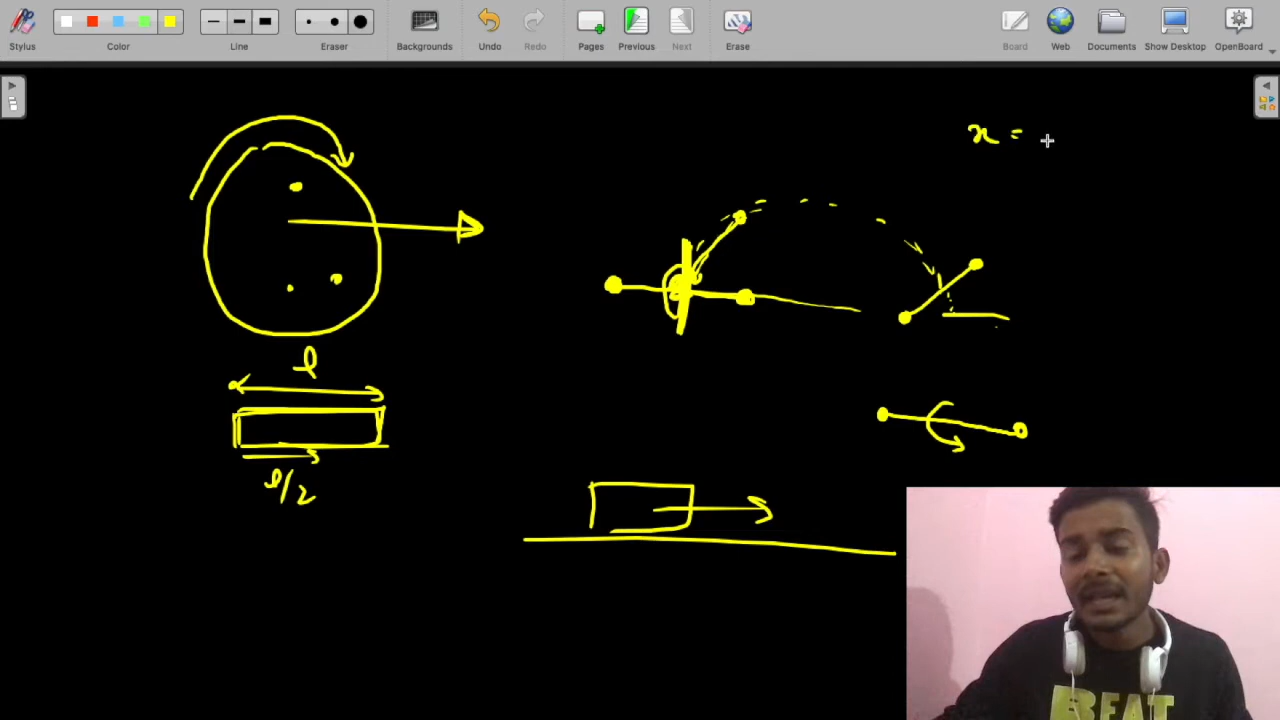 Stylus
Color
Line
Eraser
Backgrounds
Undo
Redo
Pages
Previous
Next
Erase
Board
Web
Documents
Show Desktop
OpenBoard
x =
l
l/2
BEAT